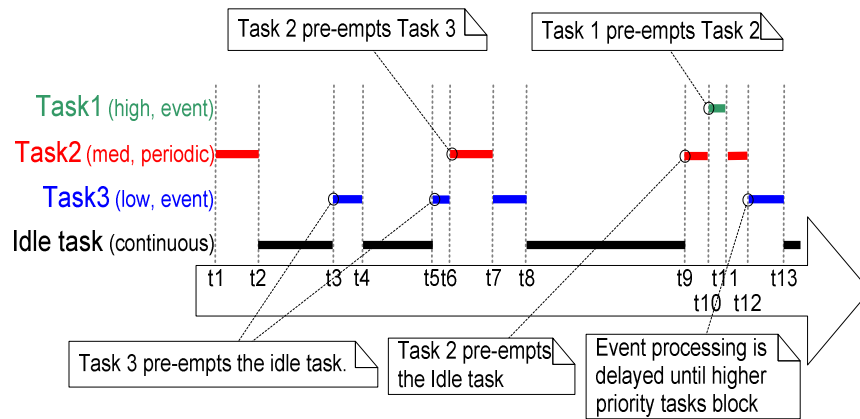 Task 2 pre-empts Task 3
Task 1 pre-empts Task 2
Task1 (high, event)
Task2 (med, periodic)
Task3 (low, event)
Idle task (continuous)
t1 t2 t3 t4 t5 t6 t7 t8 t9 t11 t13
t10 t12
Task 3 pre-empts the idle task.
Task 2 pre-empts
the Idle task
Event processing is
delayed until higher
priority tasks block